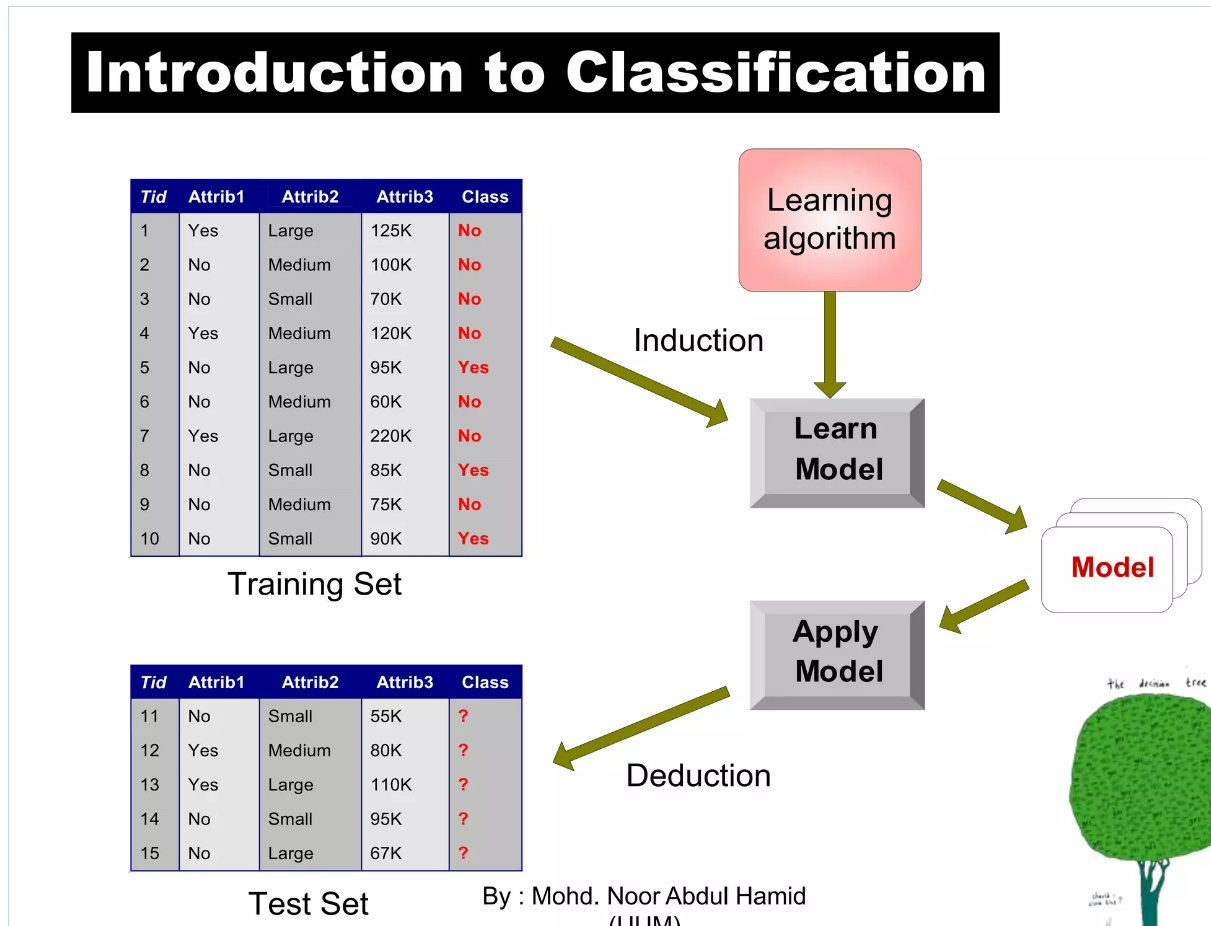 Introduction to Classification
Tid Attrib1 Attrib2 Attrib3 Class
1 Yes Large 125K No
2 No Medium 100K No
3 No Small 70K No
4 Yes Medium 120K No
5 No Large 95K Yes
6 No Medium 60K No
7 Yes Large 220K No
8 No Small 85K Yes
9 No Medium 75K No
10 No Small 90K Yes
Training Set
Learning
algorithm
Induction
Learn
Model
Model
Apply
Model
Deduction
Tid Attrib1 Attrib2 Attrib3 Class
11 No Small 55K ?
12 Yes Medium 80K ?
13 Yes Large 110K ?
14 No Small 95K ?
15 No Large 67K ?
Test Set
the decision tree
By : Mohd. Noor Abdul Hamid
(UUM)